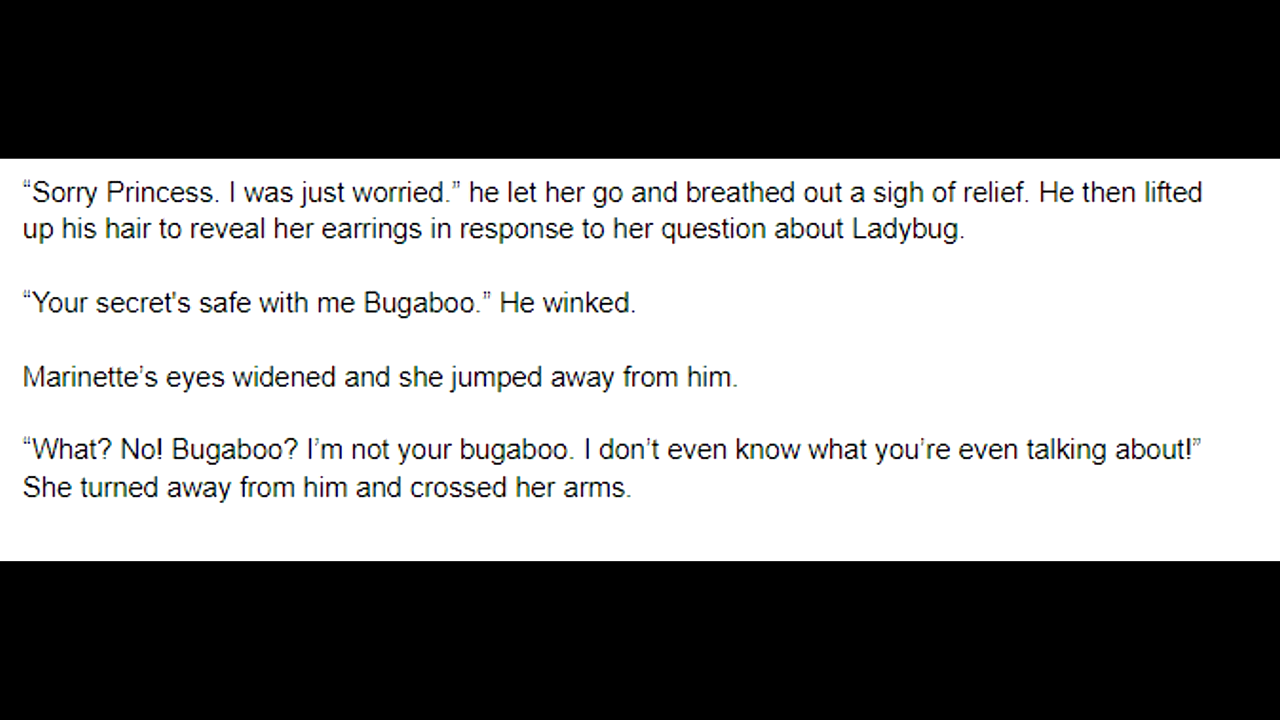 “Sorry Princess. I was just worried.” he let her go and breathed out a sigh of relief. He then lifted
up his hair to reveal her earrings in response to her question about Ladybug.
“Your secret's safe with me Bugaboo.” He winked.
Marinette’s eyes widened and she jumped away from him.
“What? No! Bugaboo? I’m not your bugaboo. I don’t even know what you’re even talking about!”
She turned away from him and crossed her arms.